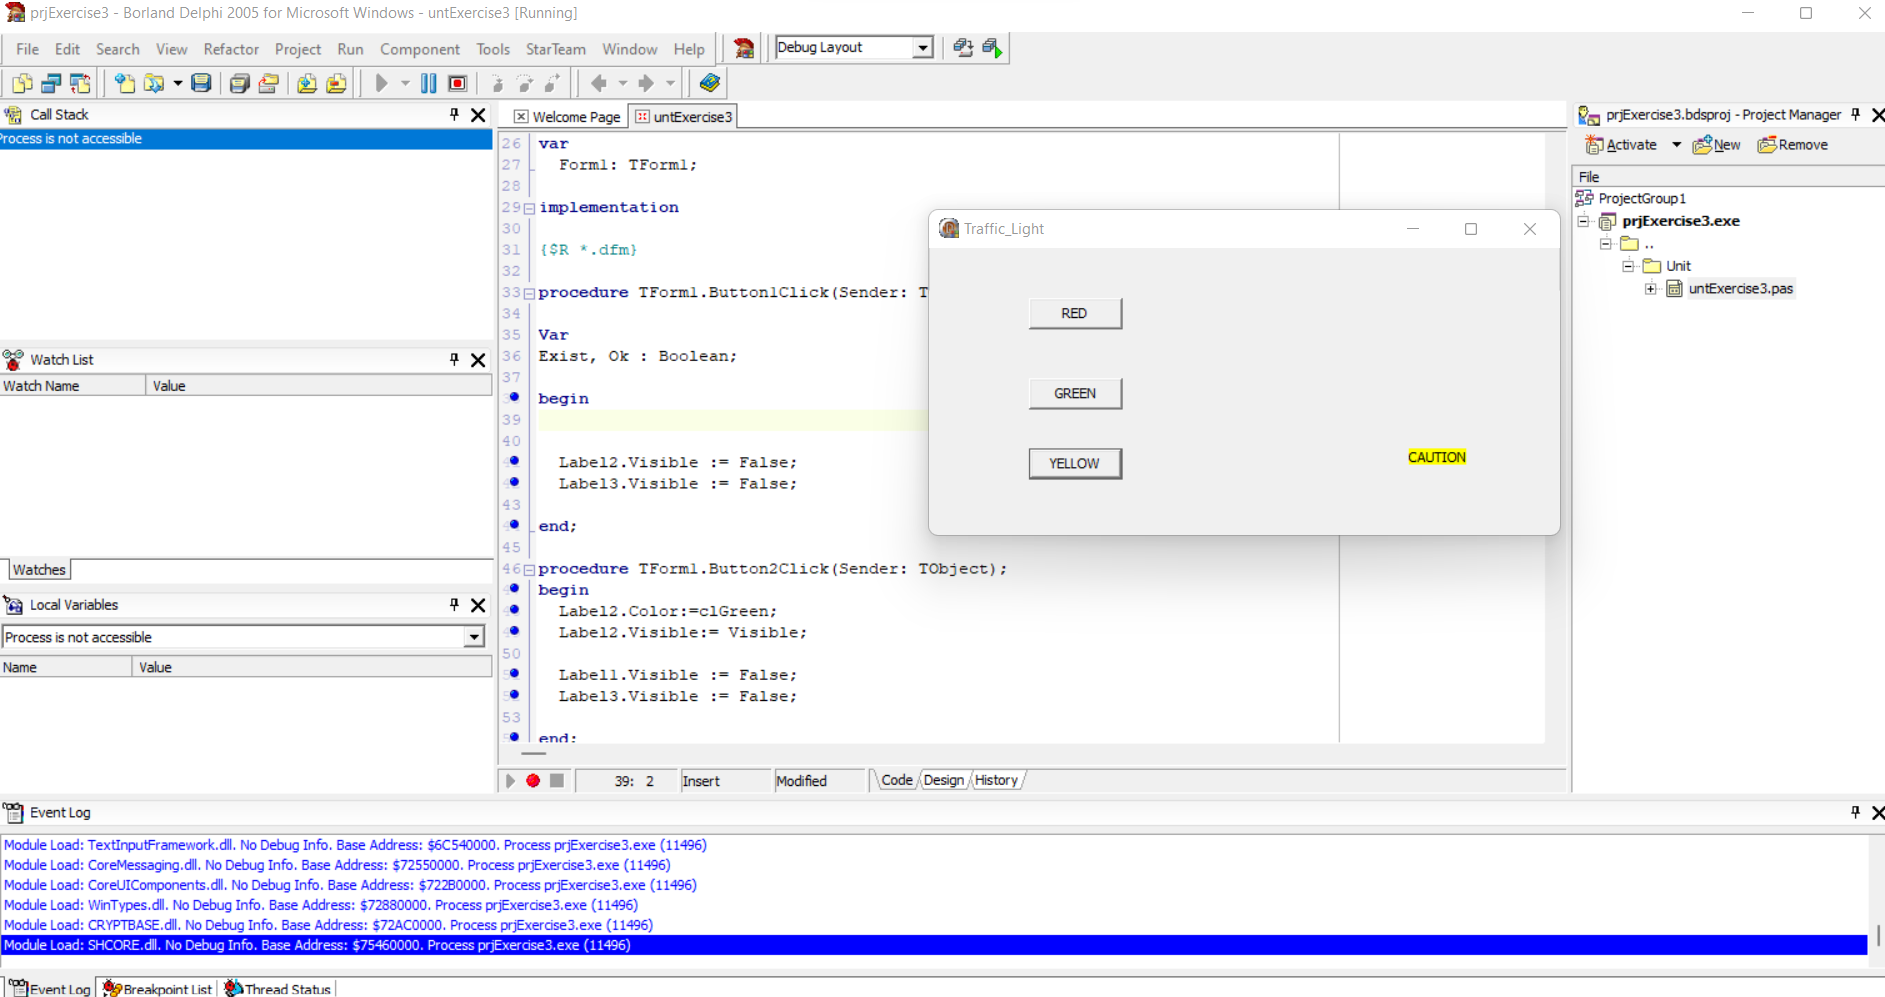 prjExercise3 - Borland Delphi 2005 for Microsoft Windows - untExercise3 [Running]
File Edit Search View Refactor Project Run Component Tools StarTeam Window Help
Debug Layout
Call Stack
Process is not accessible
Watch List
Watch Name Value
Watches
Local Variables
Process is not accessible
Name Value
Welcome Page untExercise3
26 var
27 Form1: TForm1;
28
29 implementation
30
31 {$R *.dfm}
32
33 procedure TForm1.Button1Click(Sender: T
34
35 Var
36 Exist, Ok : Boolean;
37
begin
39
40
Label2.Visible := False;
Label3.Visible := False;
43
end;
45
46 procedure TForm1.Button2Click(Sender: TObject);
begin
Label2.Color:=clGreen;
Label2.Visible:= Visible;
50
Label1.Visible := False;
Label3.Visible := False;
53
end;
39: 2 Insert Modified Code Design History
Traffic_Light
RED
GREEN
YELLOW
CAUTION
prjExercise3.bdsproj - Project Manager
Activate New Remove
File
ProjectGroup1
prjExercise3.exe
..
Unit
untExercise3.pas
Event Log
Module Load: TextInputFramework.dll. No Debug Info. Base Address: $6C540000. Process prjExercise3.exe (11496)
Module Load: CoreMessaging.dll. No Debug Info. Base Address: $72550000. Process prjExercise3.exe (11496)
Module Load: CoreUIComponents.dll. No Debug Info. Base Address: $722B0000. Process prjExercise3.exe (11496)
Module Load: WinTypes.dll. No Debug Info. Base Address: $72880000. Process prjExercise3.exe (11496)
Module Load: CRYPTBASE.dll. No Debug Info. Base Address: $72AC0000. Process prjExercise3.exe (11496)
Module Load: SHCORE.dll. No Debug Info. Base Address: $75460000. Process prjExercise3.exe (11496)
Event Log Breakpoint List Thread Status